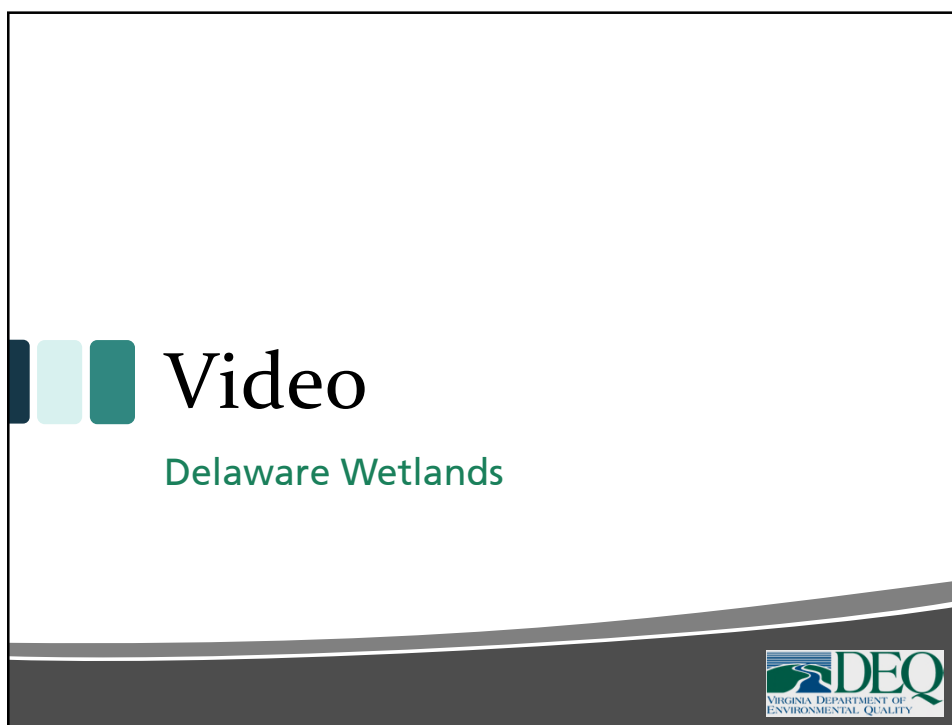 Video
Delaware Wetlands
DEQ
VIRGINIA DEPARTMENT OF
ENVIRONMENTAL QUALITY